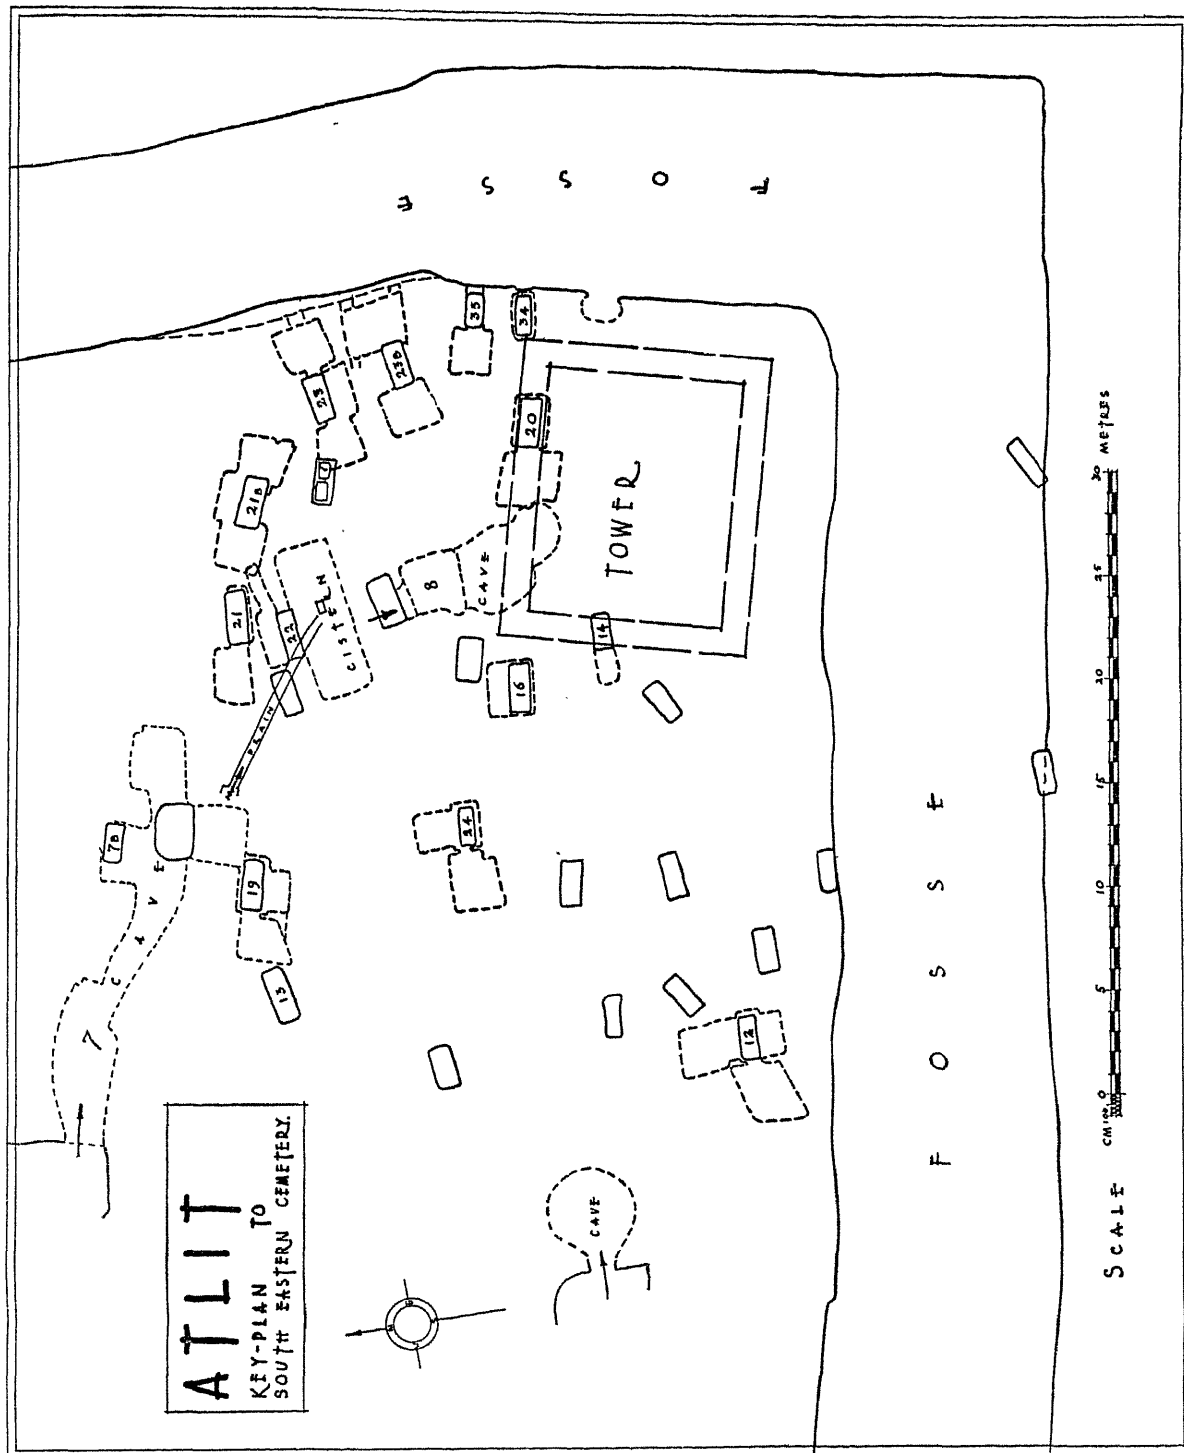 ATLIT
KEY-PLAN TO
SOUTH EASTERN CEMETERY.
7
CAVE
7B
13
19
DRAIN
21
21B
22
CISTERN
23
23B
8
CAVE
24
16
20
35
34
14
TOWER
12
CAVE
FOSSE
FOSSE
SCALE CM 100 0 5 10 15 20 25 30 METRES